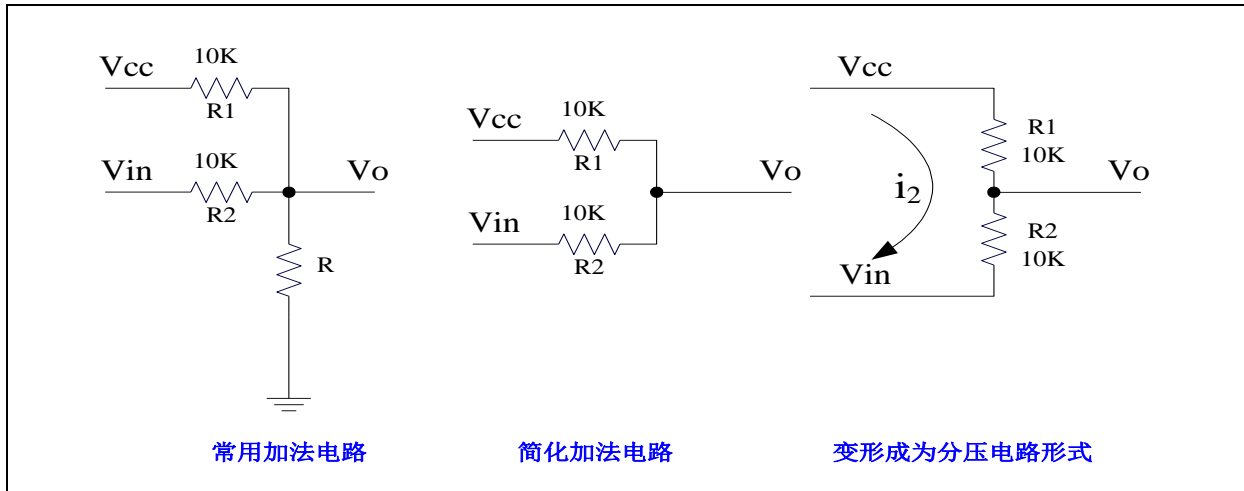 10K
Vcc
R1
10K
Vin
Vo
R2
R
常用加法电路
10K
Vcc
R1
Vo
10K
Vin
R2
简化加法电路
Vcc
R1
10K
Vo
i2
R2
10K
Vin
变形成为分压电路形式